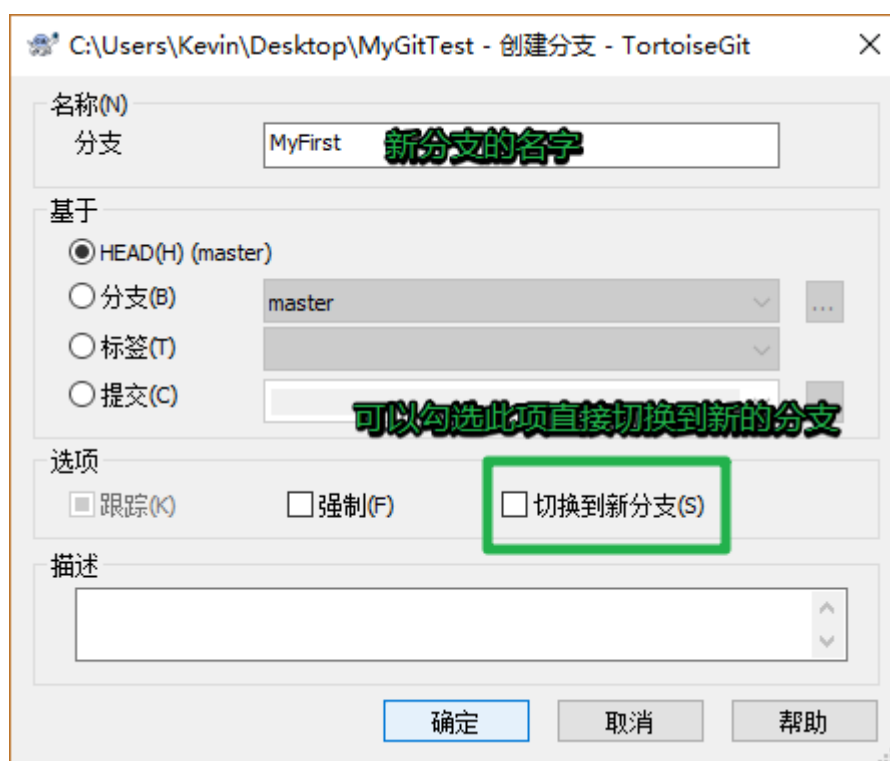 C:\Users\Kevin\Desktop\MyGitTest - 创建分支 - TortoiseGit
名称(N)
分支 MyFirst 新分支的名字
基于
HEAD(H) (master)
分支(B) master ...
标签(T)
提交(C)
可以勾选此项直接切换到新的分支
选项
跟踪(K) 强制(F) 切换到新分支(S)
描述
确定 取消 帮助